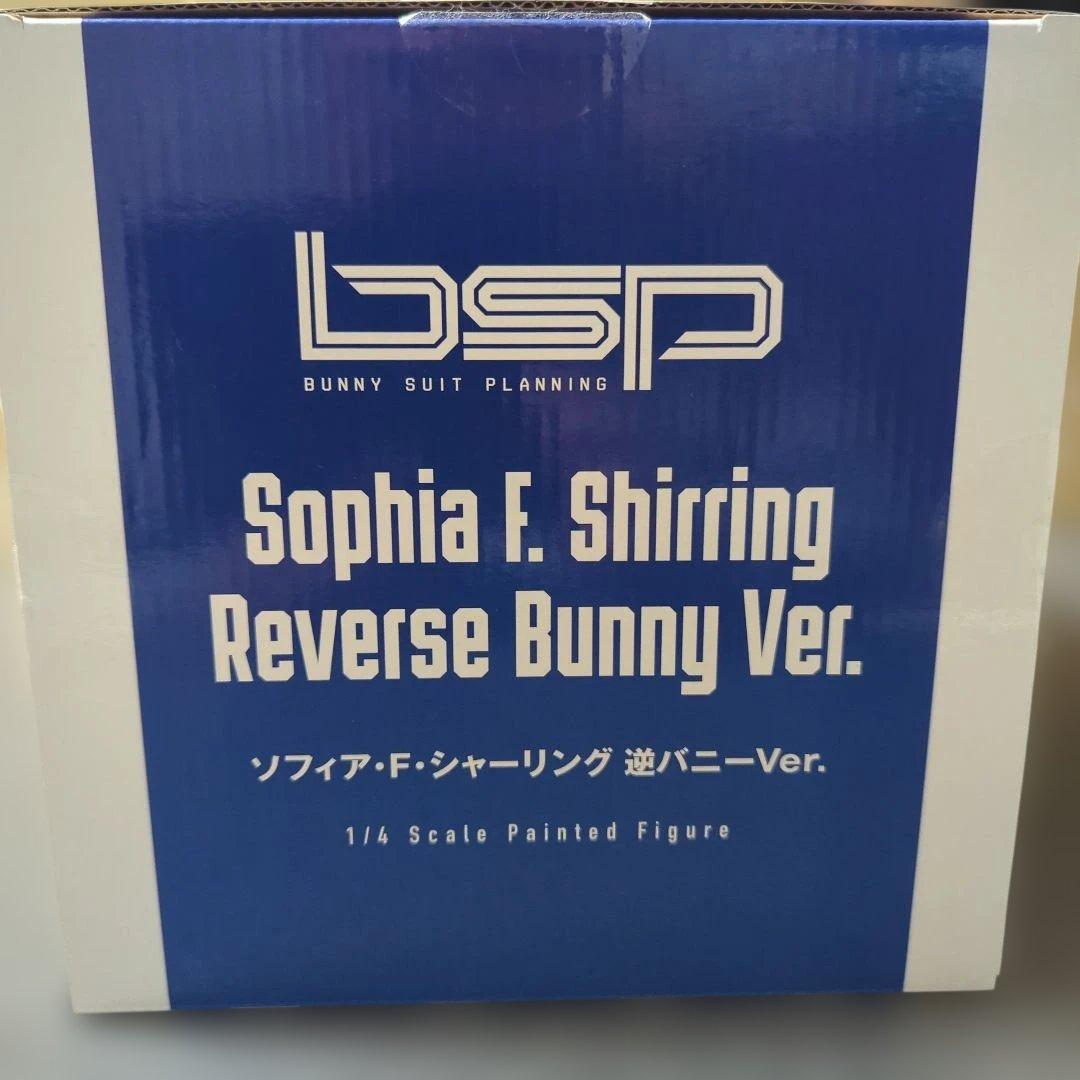 bsp
BUNNY SUIT PLANNING
Sophia F. Shirring
Reverse Bunny Ver.
ソフィア・F・シャーリング 逆バニーVer.
1/4 Scale Painted Figure